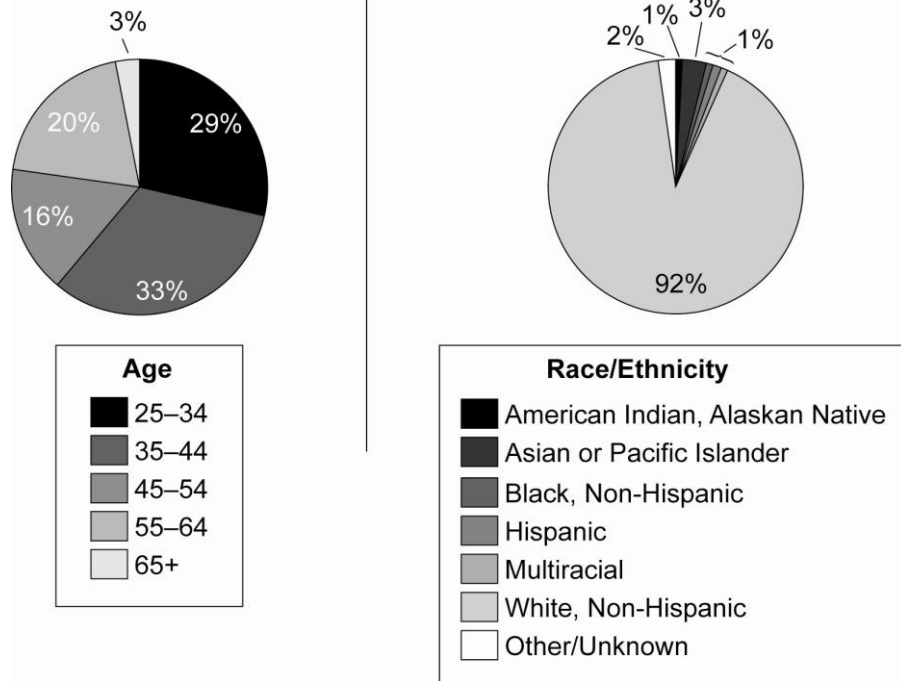 3%
20%
29%
16%
33%
Age
25–34
35–44
45–54
55–64
65+
1%
3%
2%
1%
92%
Race/Ethnicity
American Indian, Alaskan Native
Asian or Pacific Islander
Black, Non-Hispanic
Hispanic
Multiracial
White, Non-Hispanic
Other/Unknown